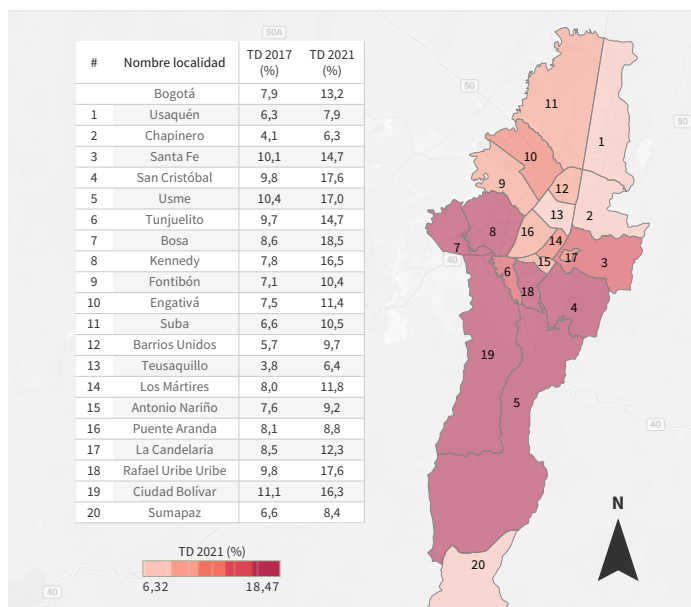 # Nombre localidad TD 2017 (%) TD 2021 (%)
Bogotá 7,9 13,2
1 Usaquén 6,3 7,9
2 Chapinero 4,1 6,3
3 Santa Fe 10,1 14,7
4 San Cristóbal 9,8 17,6
5 Usme 10,4 17,0
6 Tunjuelito 9,7 14,7
7 Bosa 8,6 18,5
8 Kennedy 7,8 16,5
9 Fontibón 7,1 10,4
10 Engativá 7,5 11,4
11 Suba 6,6 10,5
12 Barrios Unidos 5,7 9,7
13 Teusaquillo 3,8 6,4
14 Los Mártires 8,0 11,8
15 Antonio Nariño 7,6 9,2
16 Puente Aranda 8,1 8,8
17 La Candelaria 8,5 12,3
18 Rafael Uribe Uribe 9,8 17,6
19 Ciudad Bolívar 11,1 16,3
20 Sumapaz 6,6 8,4
TD 2021 (%)
6,32 18,47
50A
50
50
11
1
10
9
12
13
2
7
8
16
14
15
17
3
40
6
18
4
19
5
40
N
20
40